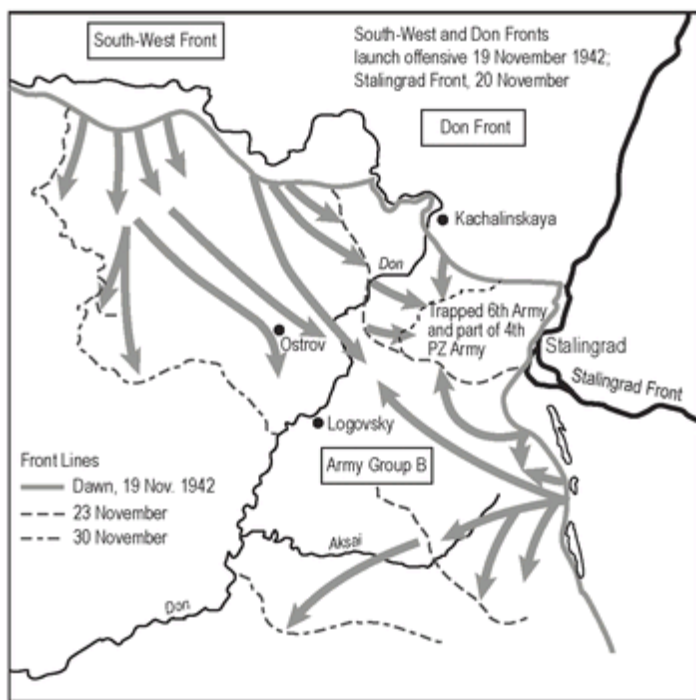 South-West Front
South-West and Don Fronts
launch offensive 19 November 1942;
Stalingrad Front, 20 November
Don Front
Kachalinskaya
Don
Trapped 6th Army
and part of 4th
PZ Army
Ostrov
Stalingrad
Stalingrad Front
Logovsky
Army Group B
Front Lines
Dawn, 19 Nov. 1942
23 November
30 November
Aksai
Don